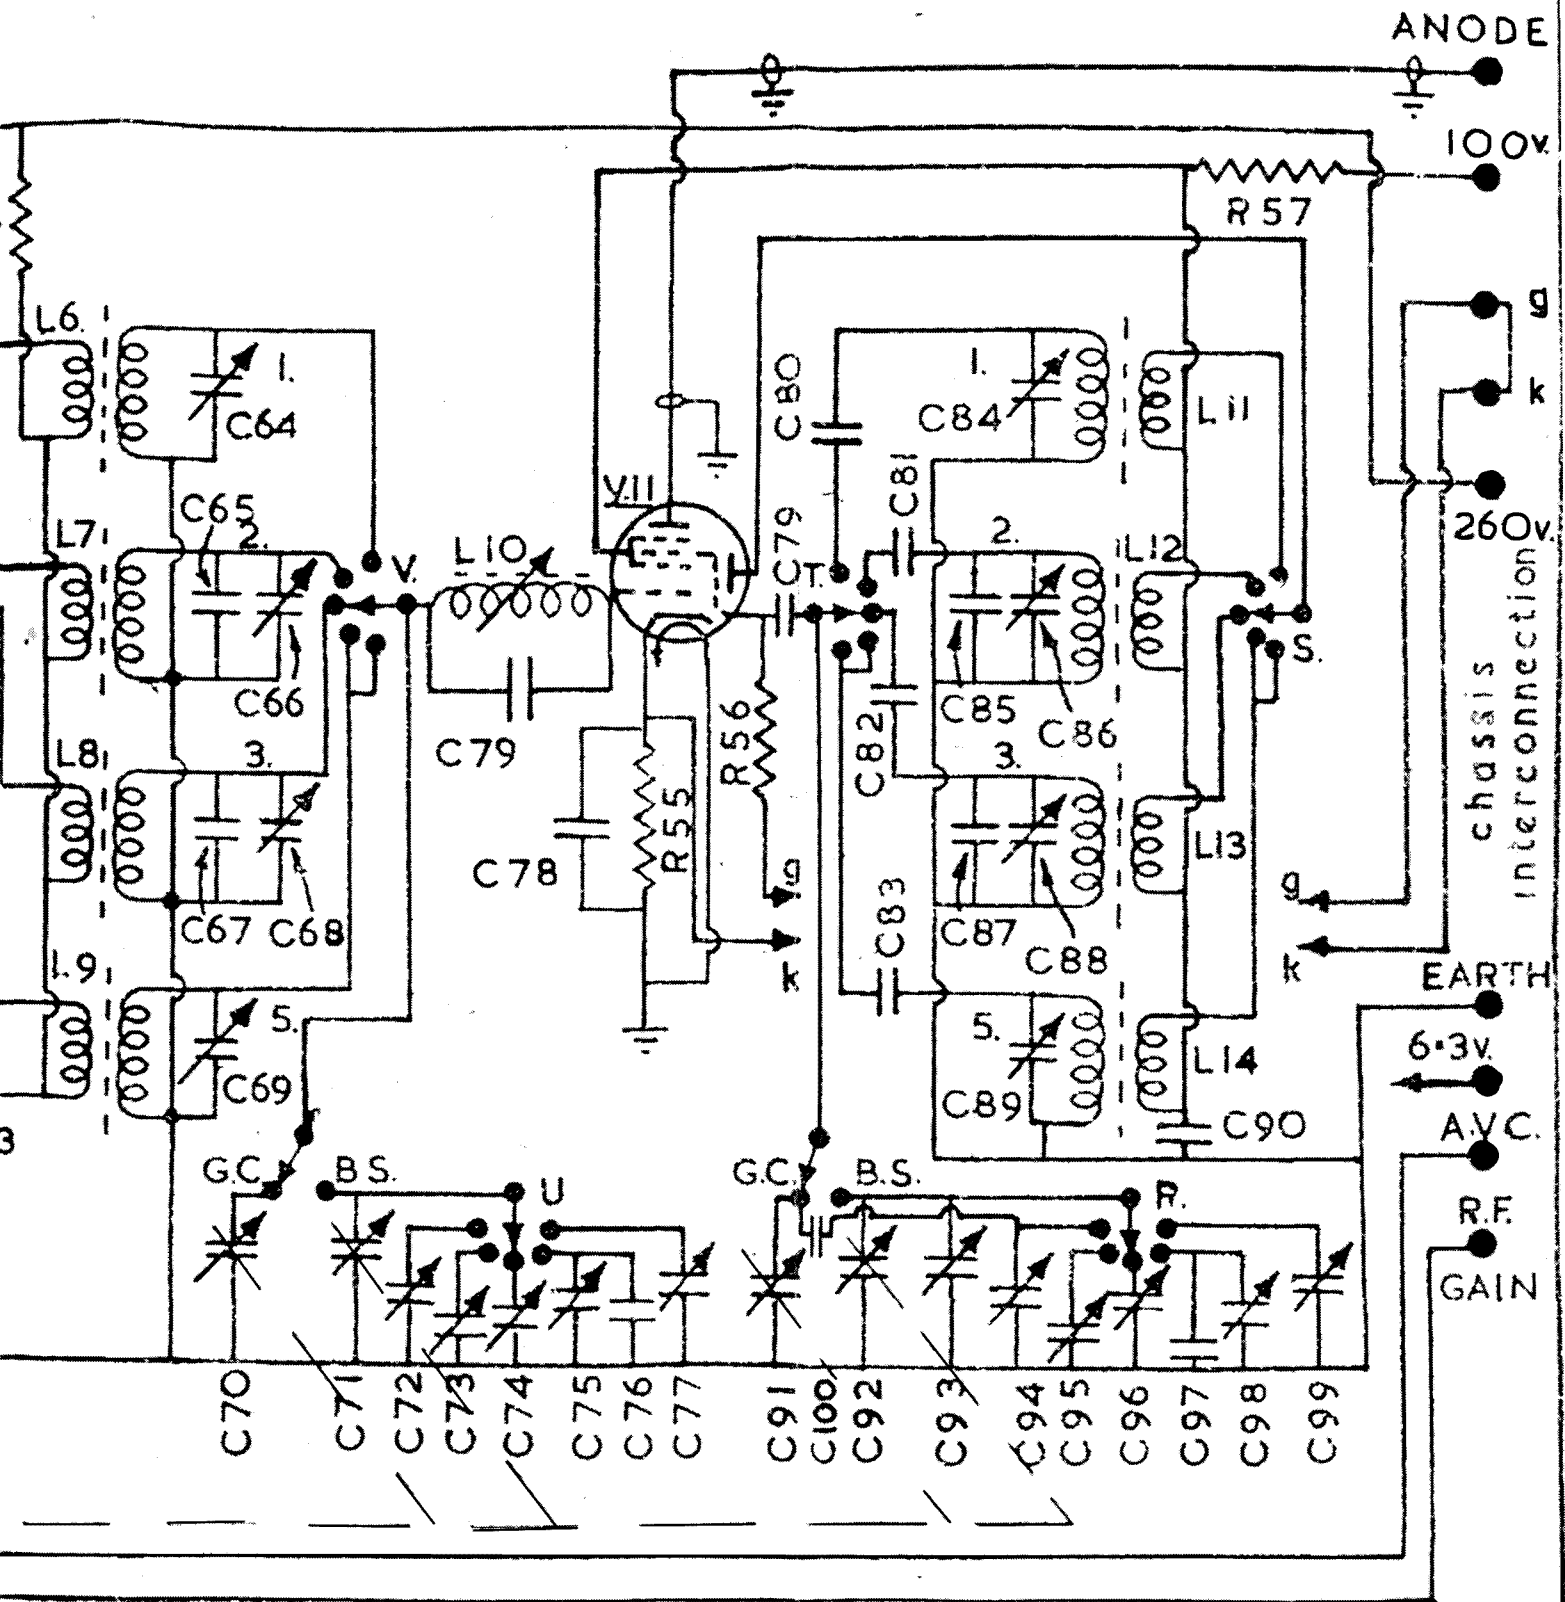 ANODE
100v.
R57
g
L6.
1.
k
C80
1.
L11
C64
C84
C81
V.11
C65
C79
260v.
L7
2.
2.
L12
L10
V.
T.
S.
C66
C85
C86
C82
R56
chassis
interconnection
L8
3.
C79
3.
R55
L13
C78
g
g
C67
C68
C83
C87
C88
L9
k
k
EARTH
5.
5.
6·3v.
L14
C69
C89
C90
A.V.C.
3
G.C.
B.S.
U
G.C.
B.S.
R.
R.F.
GAIN
C70
C71
C72
C73
C74
C75
C76
C77
C91
C100
C92
C93
C94
C95
C96
C97
C98
C99